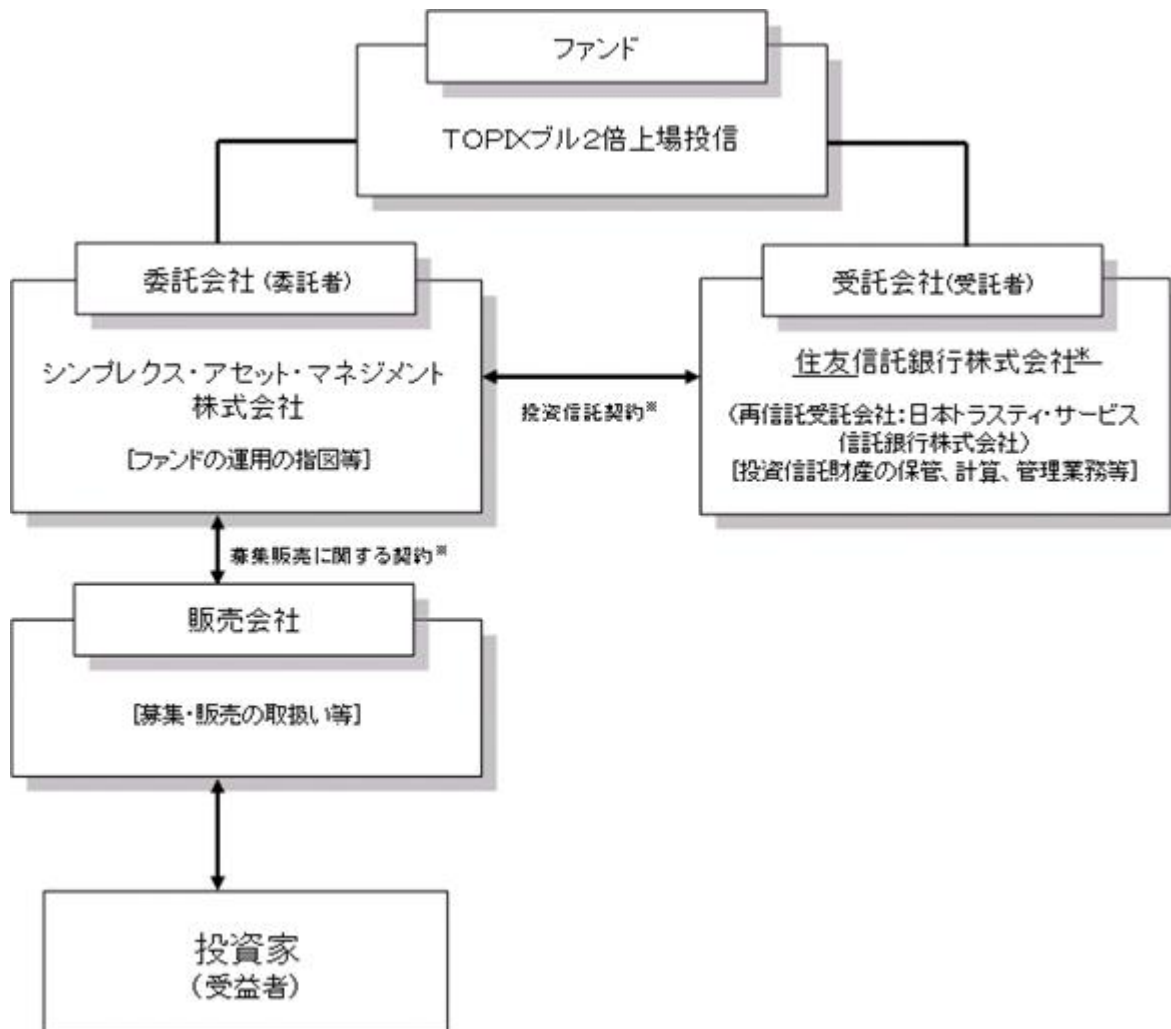 ファンド
TOPIXブル2倍上場投信
委託会社(委託者)
シンプレクス・アセット・マネジメント
株式会社
[ファンドの運用の指図等]
投資信託契約※
受託会社(受託者)
住友信託銀行株式会社*
(再信託受託会社:日本トラスティ・サービス
信託銀行株式会社)
[投資信託財産の保管、計算、管理業務等]
募集販売に関する契約※
販売会社
[募集・販売の取扱い等]
投資家
(受益者)